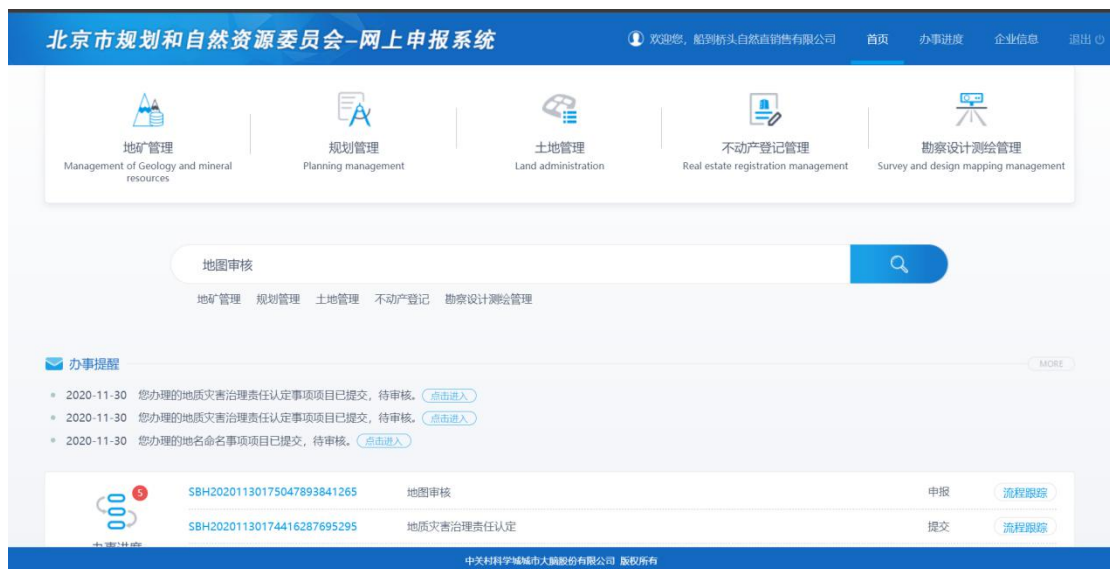 北京市规划和自然资源委员会-网上申报系统
欢迎您，船到桥头自然直销售有限公司 首页 办事进度 企业信息 退出
地矿管理 规划管理 土地管理 不动产登记管理 勘察设计测绘管理
Management of Geology and mineral resources Planning management Land administration Real estate registration management Survey and design mapping management
地图审核
地矿管理 规划管理 土地管理 不动产登记 勘察设计测绘管理
办事提醒 MORE
2020-11-30 您办理的地质灾害治理责任认定事项项目已提交，待审核。 点击进入
2020-11-30 您办理的地质灾害治理责任认定事项项目已提交，待审核。 点击进入
2020-11-30 您办理的地名命名事项项目已提交，待审核。 点击进入
5 SBH20201130175047893841265 地图审核 申报 流程跟踪
SBH20201130174416287695295 地质灾害治理责任认定 提交 流程跟踪
中关村科学城城市大脑股份有限公司 版权所有